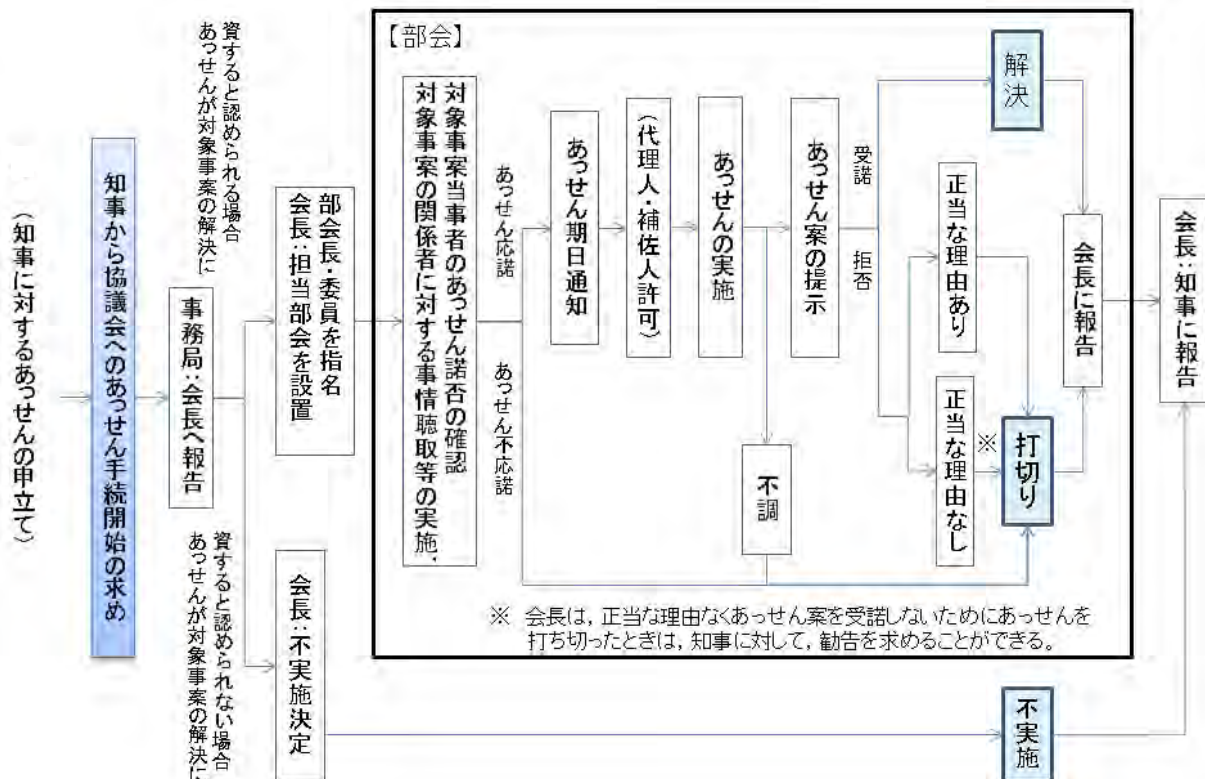 （知事に対するあっせんの申立て）
知事から協議会へのあっせん手続開始の求め
事務局：会長へ報告
あっせんが対象事案の解決に
資すると認められる場合
会長：担当部会を設置
部会長・委員を指名
あっせんが対象事案の解決に
資すると認められない場合
会長：不実施決定
【部会】
対象事案の関係者に対する事情聴取等の実施，
対象事案当事者のあっせん諾否の確認
あっせん応諾
あっせん不応諾
あっせん期日通知
（代理人・補佐人許可）
あっせんの実施
不調
あっせん案の提示
受諾
拒否
解決
正当な理由あり
正当な理由なし
※
打切り
会長に報告
※ 会長は，正当な理由なくあっせん案を受諾しないためにあっせんを
打ち切ったときは，知事に対して，勧告を求めることができる。
不実施
会長：知事に報告